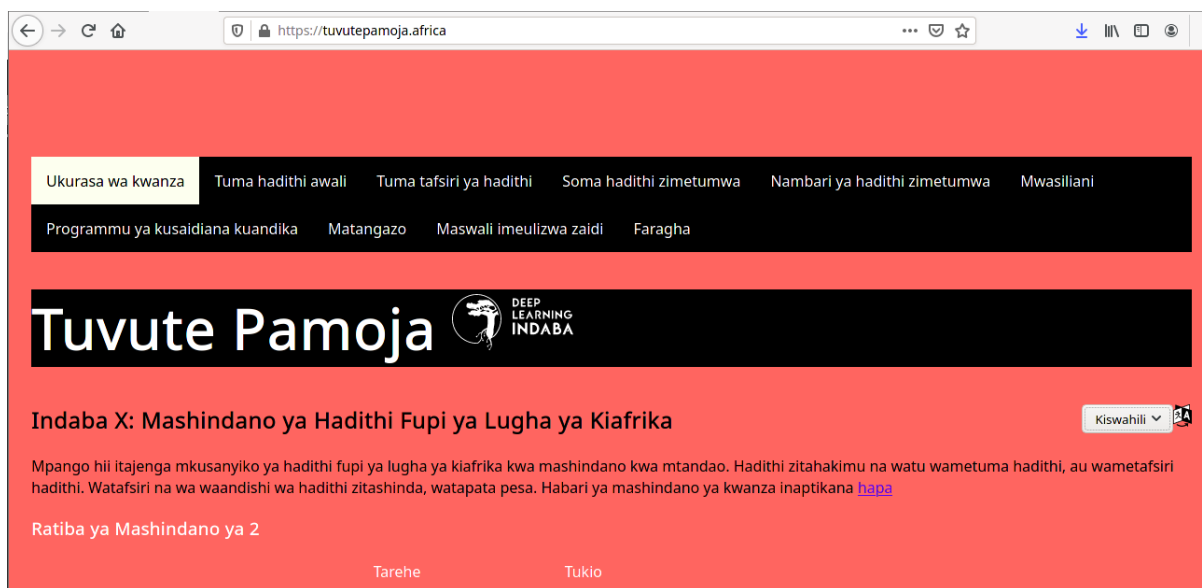 https://tuvutepamoja.africa
Ukurasa wa kwanza Tuma hadithi awali Tuma tafsiri ya hadithi Soma hadithi zimetumwa Nambari ya hadithi zimetumwa Mwasiliani
Programmu ya kusaidiana kuandika Matangazo Maswali imeulizwa zaidi Faragha
Tuvute Pamoja
DEEP
LEARNING
INDABA
Indaba X: Mashindano ya Hadithi Fupi ya Lugha ya Kiafrika
Kiswahili
Mpango hii itajenga mkusanyiko ya hadithi fupi ya lugha ya kiafrika kwa mashindano kwa mtandao. Hadithi zitahakimu na watu wametuma hadithi, au wametafsiri
hadithi. Watafsiri na wa waandishi wa hadithi zitashinda, watapata pesa. Habari ya mashindano ya kwanza inaptikana hapa
Ratiba ya Mashindano ya 2
Tarehe Tukio